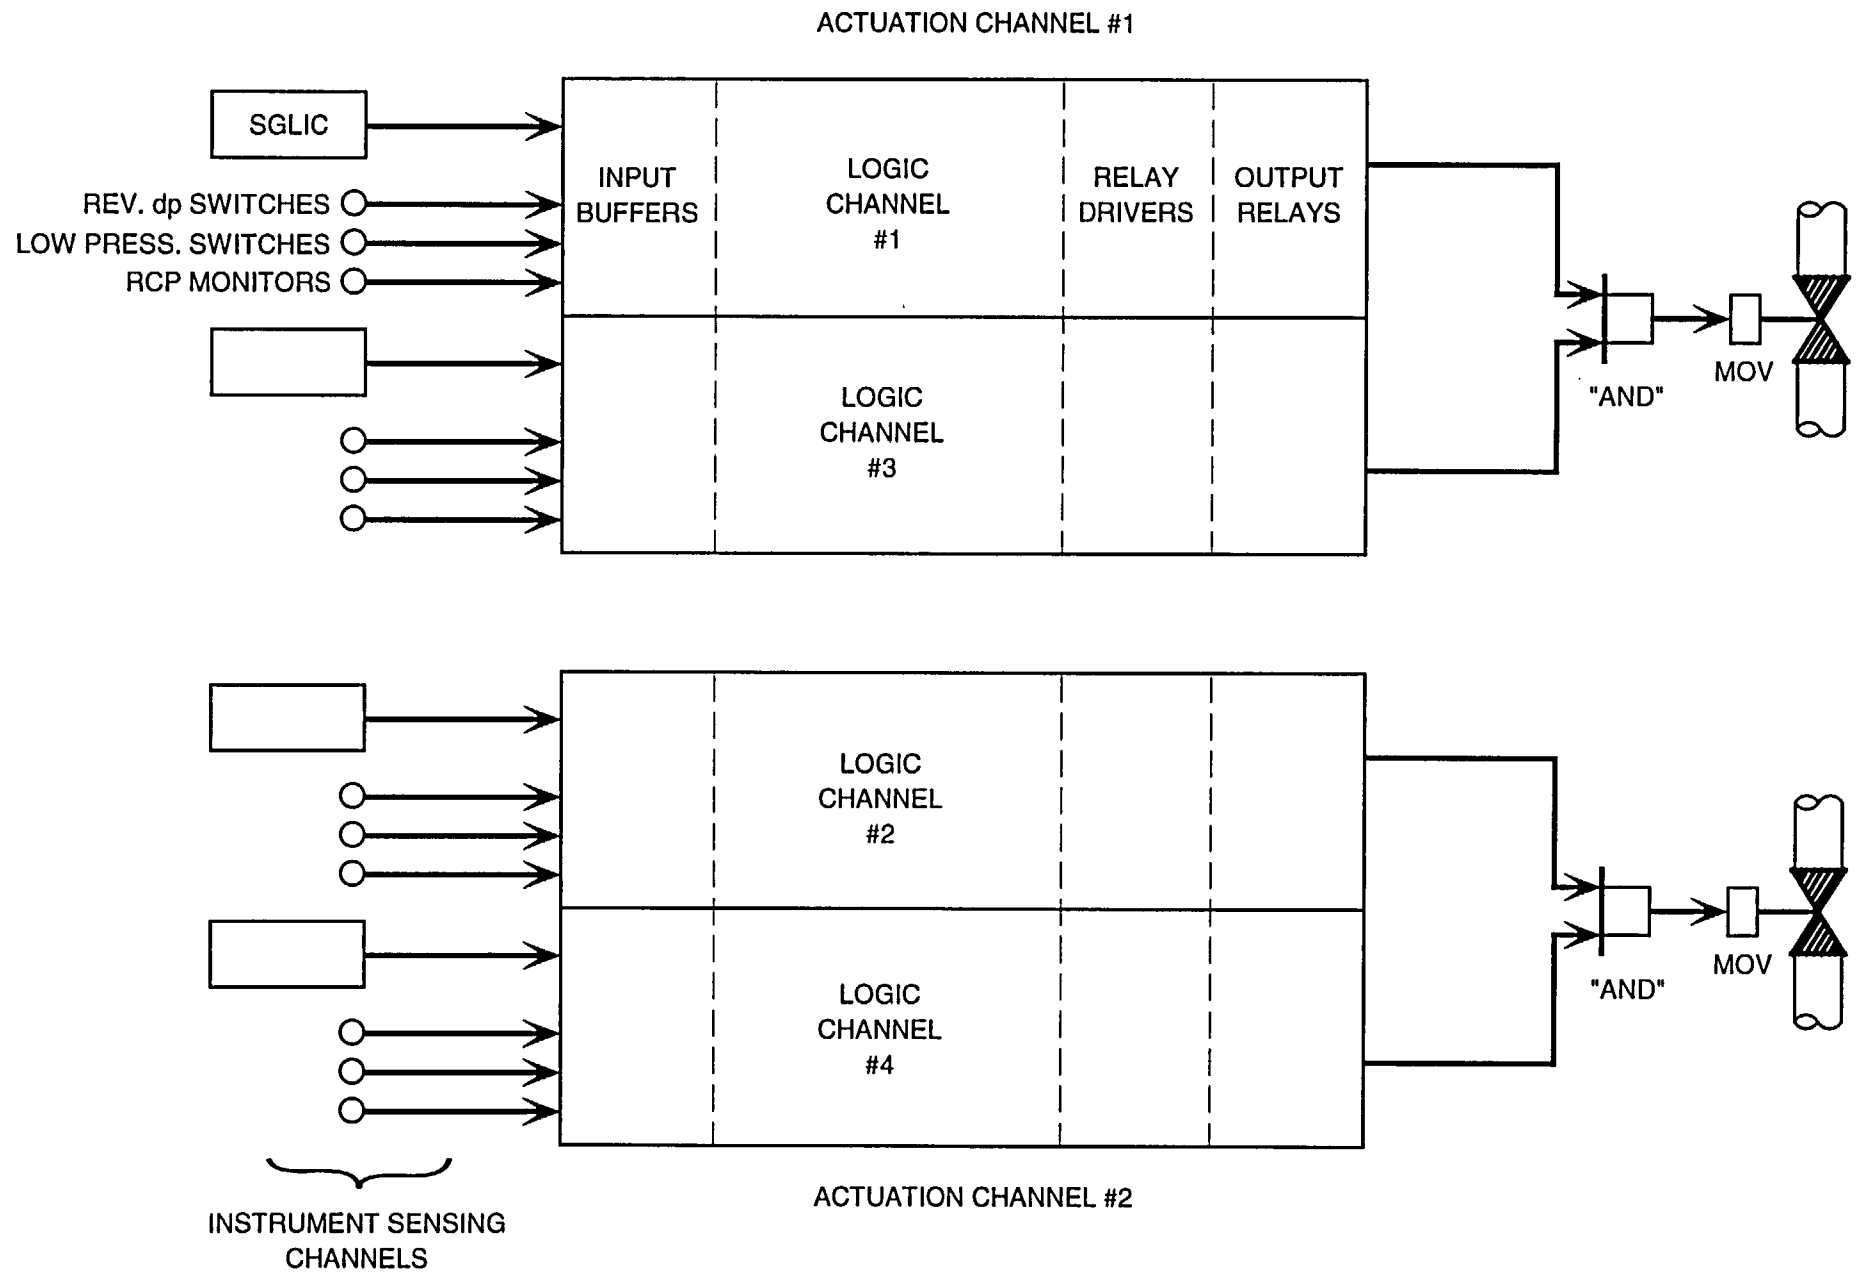 ACTUATION CHANNEL #1
SGLIC
REV. dp SWITCHES
LOW PRESS. SWITCHES
RCP MONITORS
INPUT
BUFFERS
LOGIC
CHANNEL
#1
RELAY
DRIVERS
OUTPUT
RELAYS
LOGIC
CHANNEL
#3
"AND"
MOV
LOGIC
CHANNEL
#2
LOGIC
CHANNEL
#4
"AND"
MOV
ACTUATION CHANNEL #2
INSTRUMENT SENSING
CHANNELS